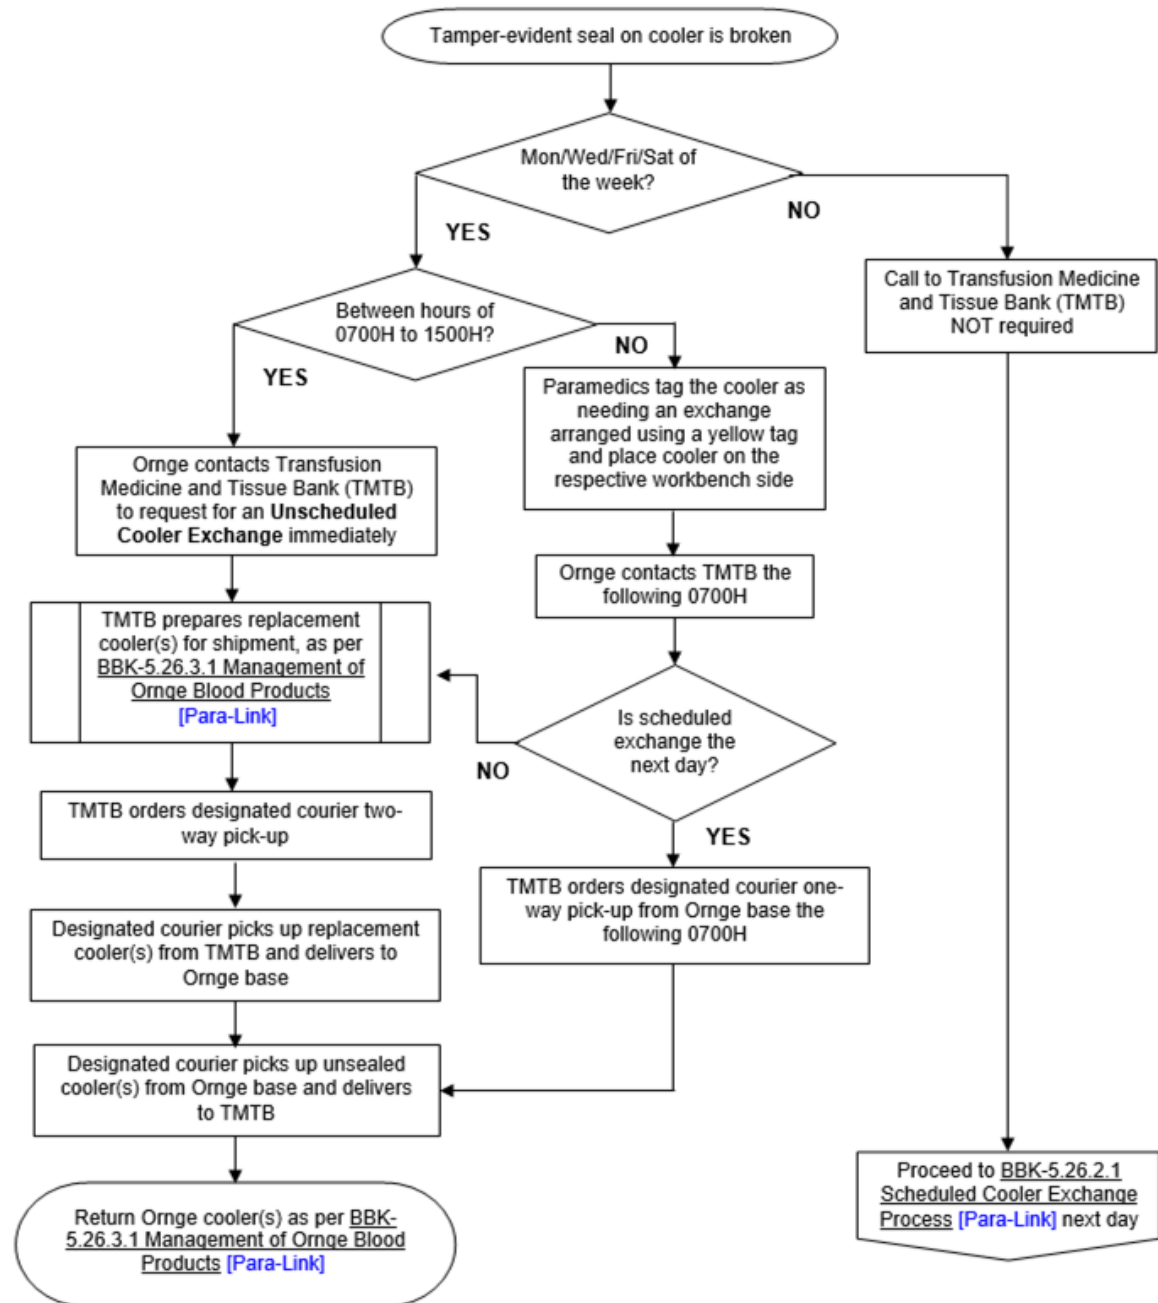 Tamper-evident seal on cooler is broken
Mon/Wed/Fri/Sat of
the week?
YES
NO
Between hours of
0700H to 1500H?
YES
NO
Call to Transfusion Medicine
and Tissue Bank (TMTB)
NOT required
Paramedics tag the cooler as
needing an exchange
arranged using a yellow tag
and place cooler on the
respective workbench side
Ornge contacts Transfusion
Medicine and Tissue Bank (TMTB)
to request for an Unscheduled
Cooler Exchange immediately
Ornge contacts TMTB the
following 0700H
TMTB prepares replacement
cooler(s) for shipment, as per
BBK-5.26.3.1 Management of
Ornge Blood Products
[Para-Link]
Is scheduled
exchange the
next day?
NO
YES
TMTB orders designated courier two-
way pick-up
TMTB orders designated courier one-
way pick-up from Ornge base the
following 0700H
Designated courier picks up replacement
cooler(s) from TMTB and delivers to
Ornge base
Designated courier picks up unsealed
cooler(s) from Ornge base and delivers
to TMTB
Return Ornge cooler(s) as per BBK-
5.26.3.1 Management of Ornge Blood
Products [Para-Link]
Proceed to BBK-5.26.2.1
Scheduled Cooler Exchange
Process [Para-Link] next day